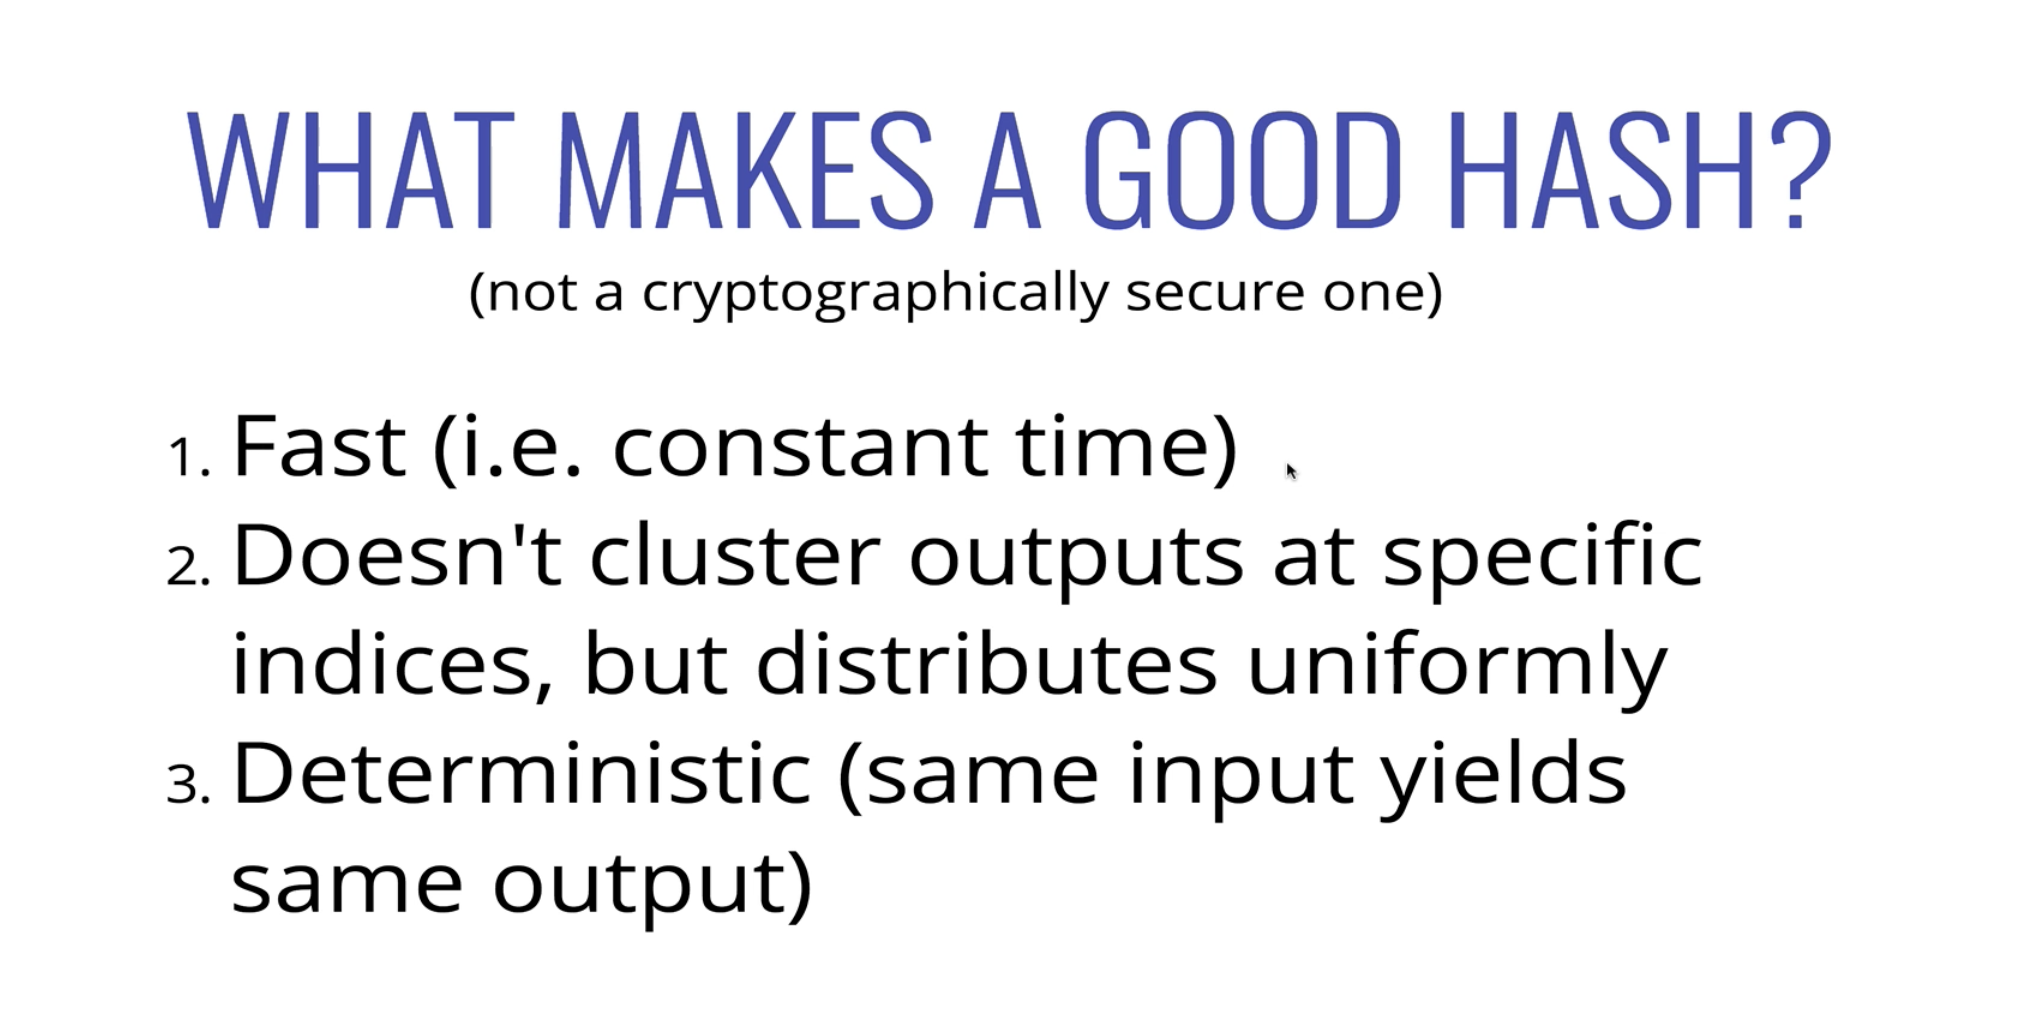 WHAT MAKES A GOOD HASH?
(not a cryptographically secure one)
1. Fast (i.e. constant time)
2. Doesn't cluster outputs at specific
indices, but distributes uniformly
3. Deterministic (same input yields
same output)